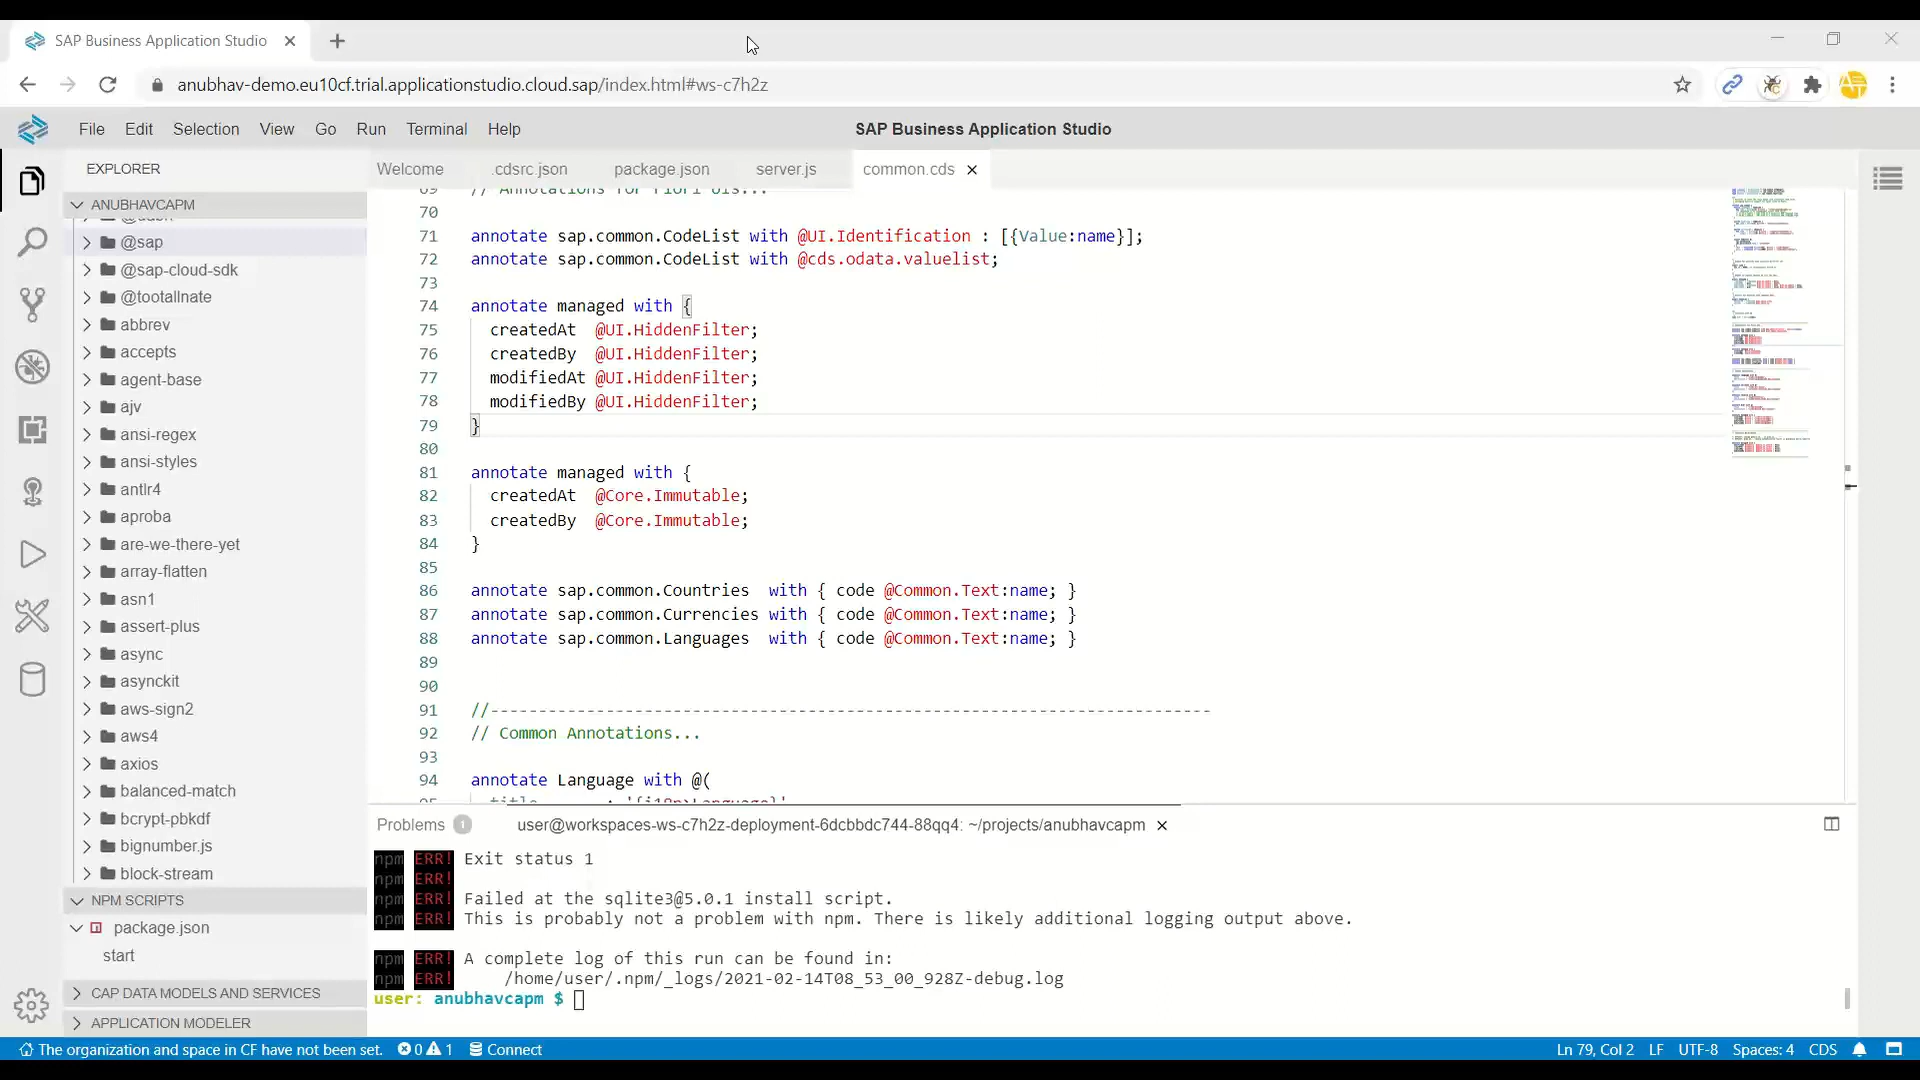 SAP Business Application Studio
anubhav-demo.eu10cf.trial.applicationstudio.cloud.sap/index.html#ws-c7h2z
File Edit Selection View Go Run Terminal Help
SAP Business Application Studio
EXPLORER
Welcome .cdsrc.json package.json server.js common.cds
ANUBHAVCAPM
@sap
@sap-cloud-sdk
@tootallnate
abbrev
accepts
agent-base
ajv
ansi-regex
ansi-styles
antlr4
aproba
are-we-there-yet
array-flatten
asn1
assert-plus
async
asynckit
aws-sign2
aws4
axios
balanced-match
bcrypt-pbkdf
bignumber.js
block-stream
NPM SCRIPTS
package.json
start
CAP DATA MODELS AND SERVICES
APPLICATION MODELER
69 // Annotations for Fiori UIs...
70
71 annotate sap.common.CodeList with @UI.Identification : [{Value:name}];
72 annotate sap.common.CodeList with @cds.odata.valuelist;
73
74 annotate managed with {
75 createdAt @UI.HiddenFilter;
76 createdBy @UI.HiddenFilter;
77 modifiedAt @UI.HiddenFilter;
78 modifiedBy @UI.HiddenFilter;
79 }
80
81 annotate managed with {
82 createdAt @Core.Immutable;
83 createdBy @Core.Immutable;
84 }
85
86 annotate sap.common.Countries with { code @Common.Text:name; }
87 annotate sap.common.Currencies with { code @Common.Text:name; }
88 annotate sap.common.Languages with { code @Common.Text:name; }
89
90
91 //---------------------------------------------------------------------------
92 // Common Annotations...
93
94 annotate Language with @(
95 title : '{i18n>Language}'
Problems 1 user@workspaces-ws-c7h2z-deployment-6dcbbdc744-88qq4: ~/projects/anubhavcapm
npm ERR! Exit status 1
npm ERR!
npm ERR! Failed at the sqlite3@5.0.1 install script.
npm ERR! This is probably not a problem with npm. There is likely additional logging output above.
npm ERR! A complete log of this run can be found in:
npm ERR! /home/user/.npm/_logs/2021-02-14T08_53_00_928Z-debug.log
user: anubhavcapm $
The organization and space in CF have not been set. 0 1 Connect Ln 79, Col 2 LF UTF-8 Spaces: 4 CDS